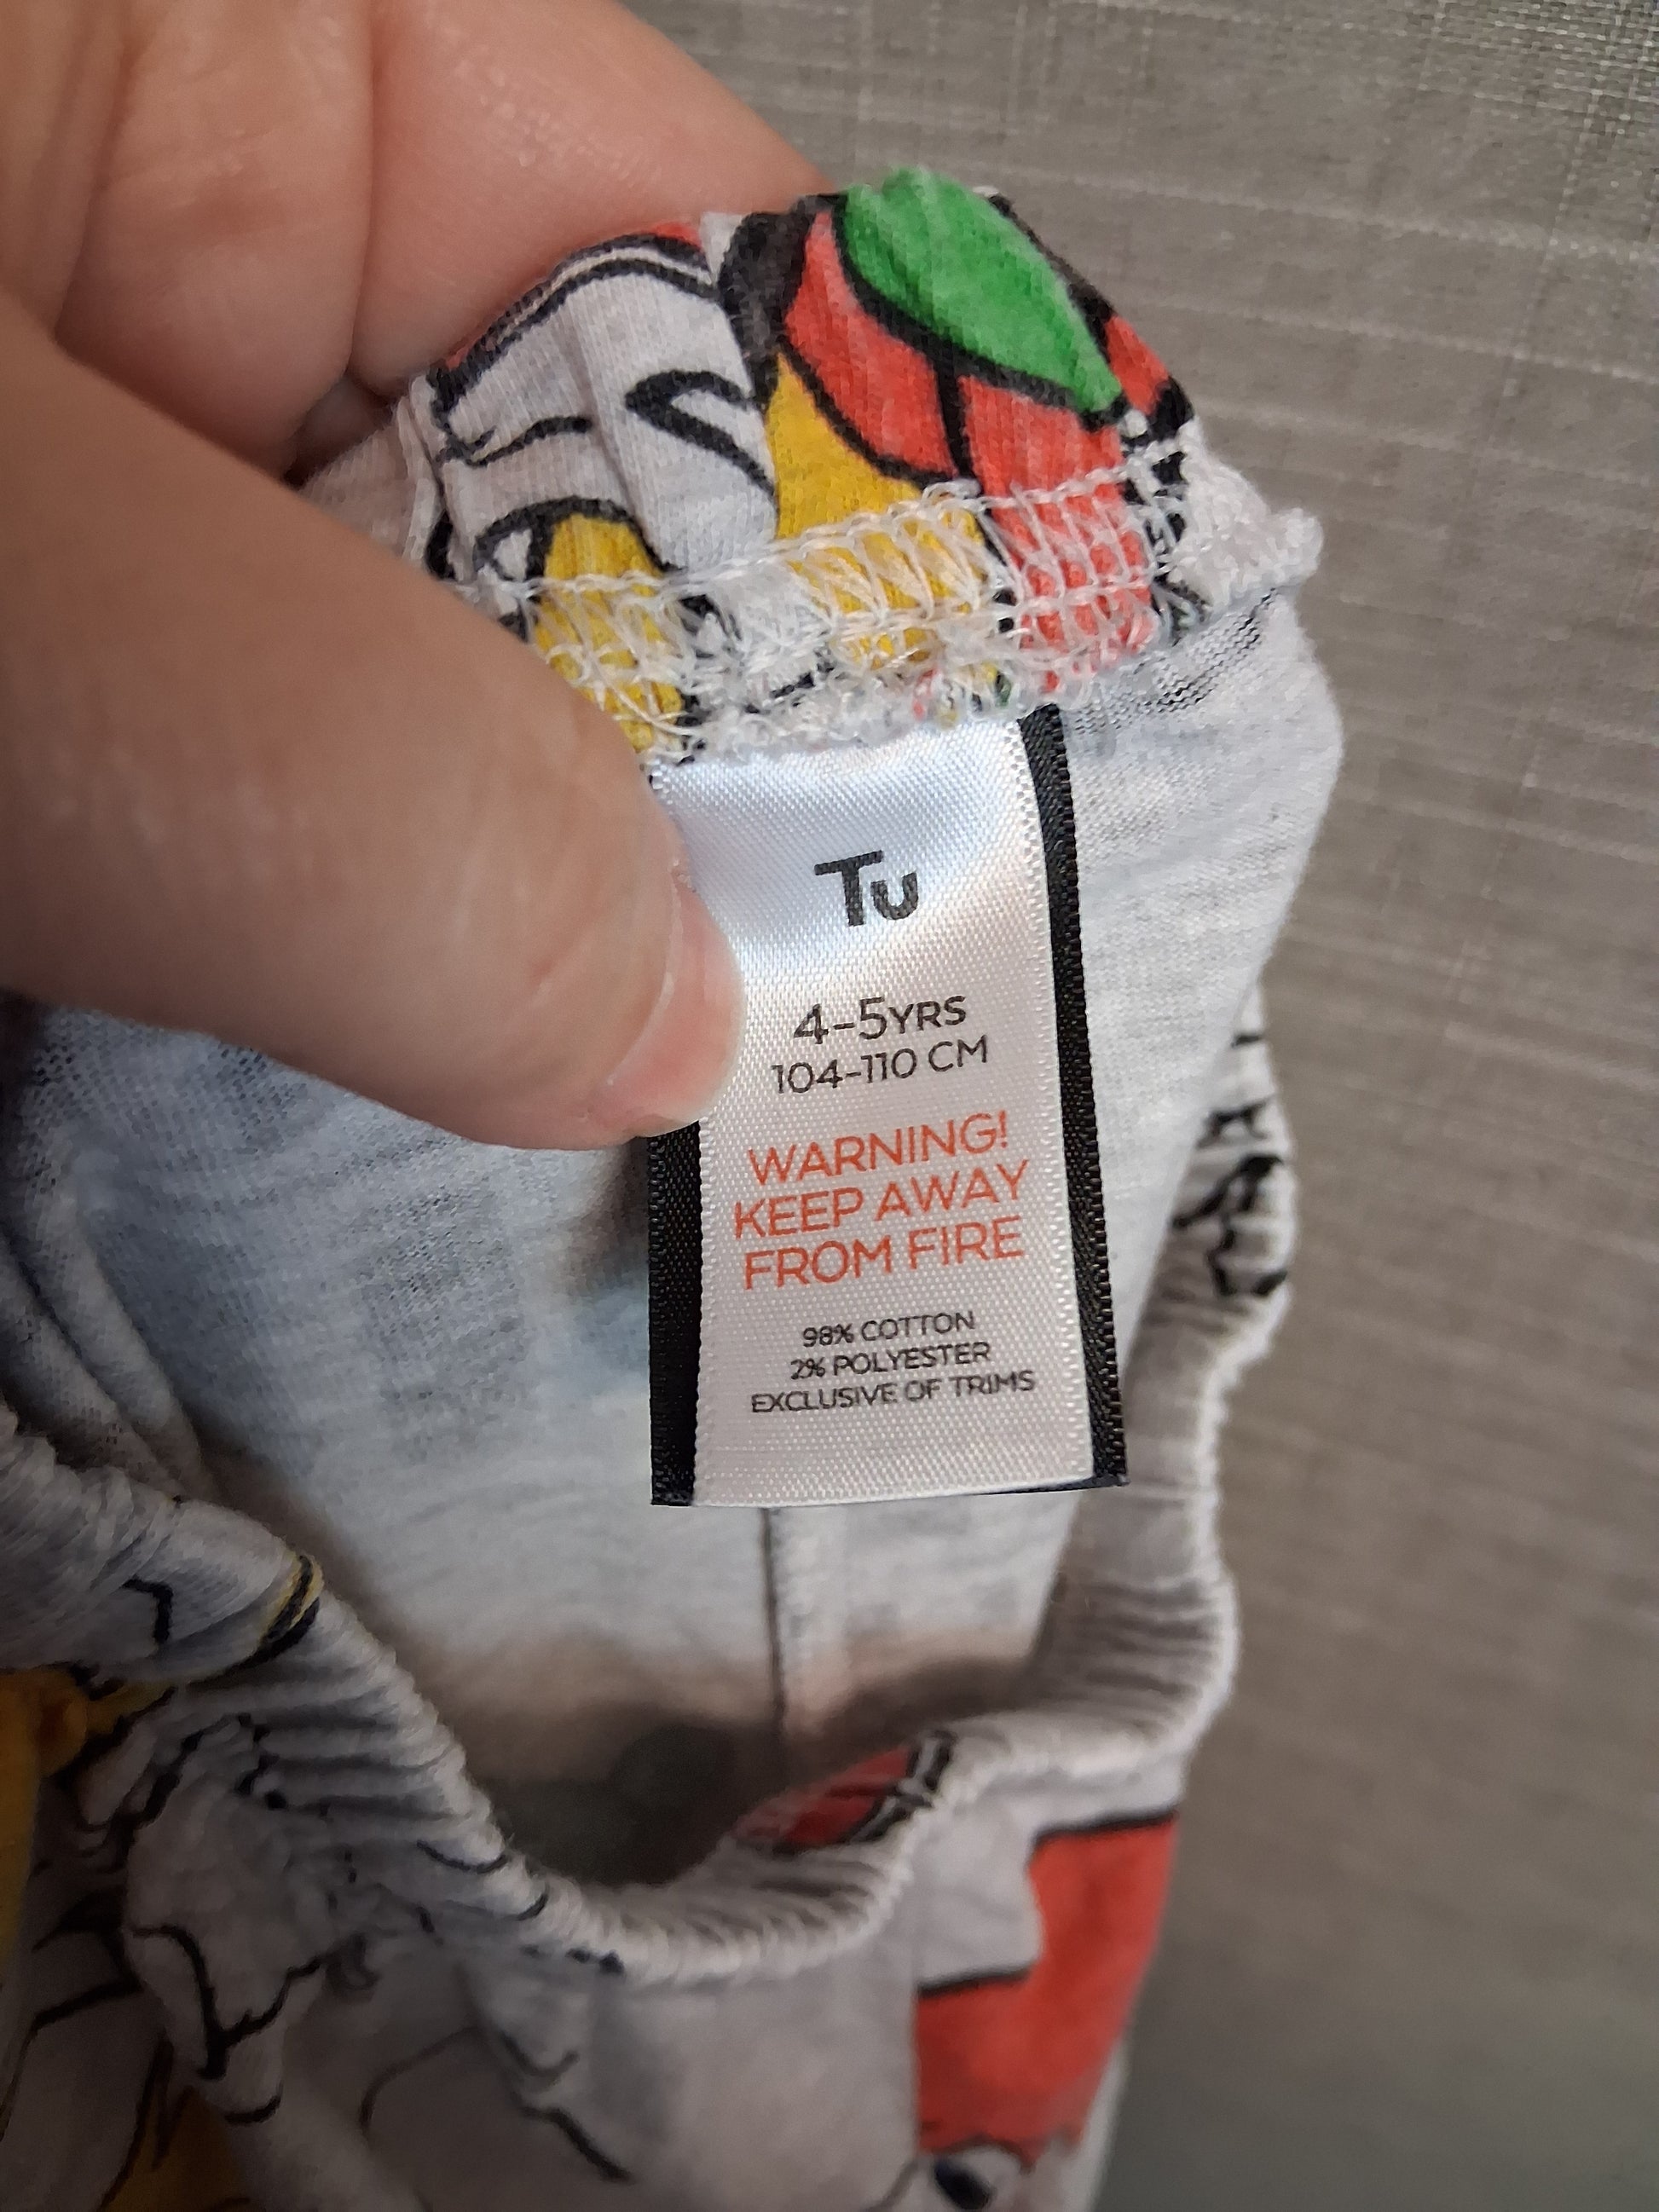 Tu
4-5YRS
104-110 CM
WARNING!
KEEP AWAY
FROM FIRE
98% COTTON
2% POLYESTER
EXCLUSIVE OF TRIMS